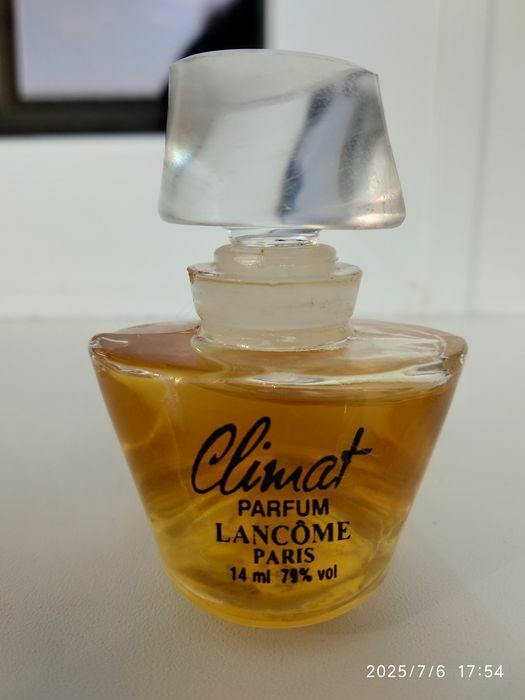 Climat
PARFUM
LANCÔME
PARIS
14 ml 79% vol
2025/7/6 17:54